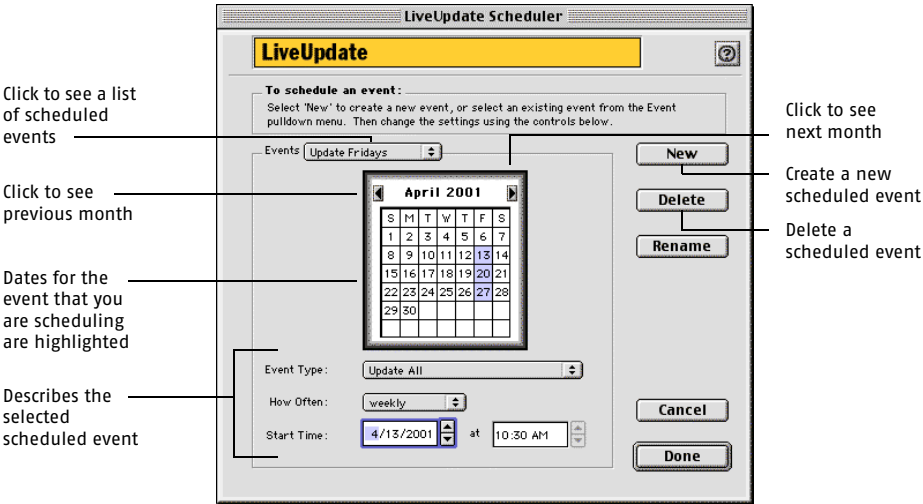 LiveUpdate Scheduler
LiveUpdate
To schedule an event:
Select 'New' to create a new event, or select an existing event from the Event
pulldown menu. Then change the settings using the controls below.
Events Update Fridays
April 2001
S M T W T F S
1 2 3 4 5 6 7
8 9 10 11 12 13 14
15 16 17 18 19 20 21
22 23 24 25 26 27 28
29 30
Event Type: Update All
How Often: weekly
Start Time: 4/13/2001 at 10:30 AM
New
Delete
Rename
Cancel
Done
Click to see a list
of scheduled
events
Click to see
previous month
Dates for the
event that you
are scheduling
are highlighted
Describes the
selected
scheduled event
Click to see
next month
Create a new
scheduled event
Delete a
scheduled event